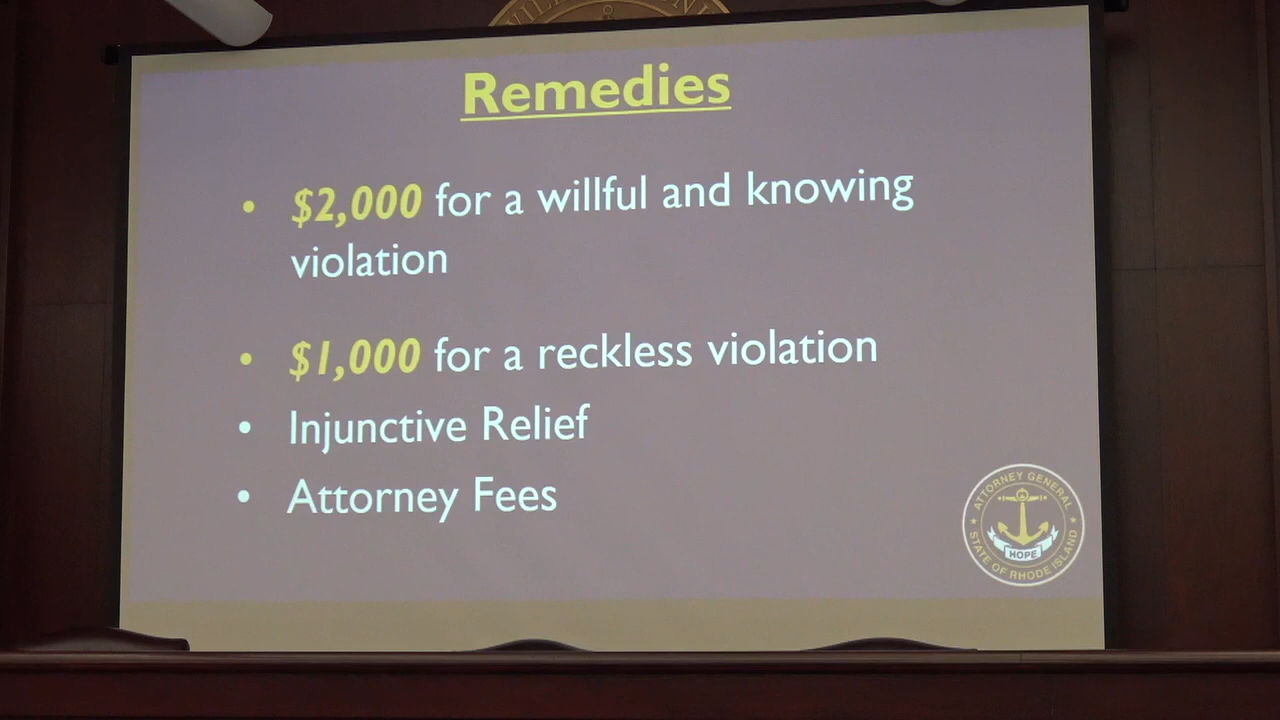 Remedies
• $2,000 for a willful and knowing
violation
• $1,000 for a reckless violation
• Injunctive Relief
• Attorney Fees
ATTORNEY GENERAL
HOPE
STATE OF RHODE ISLAND